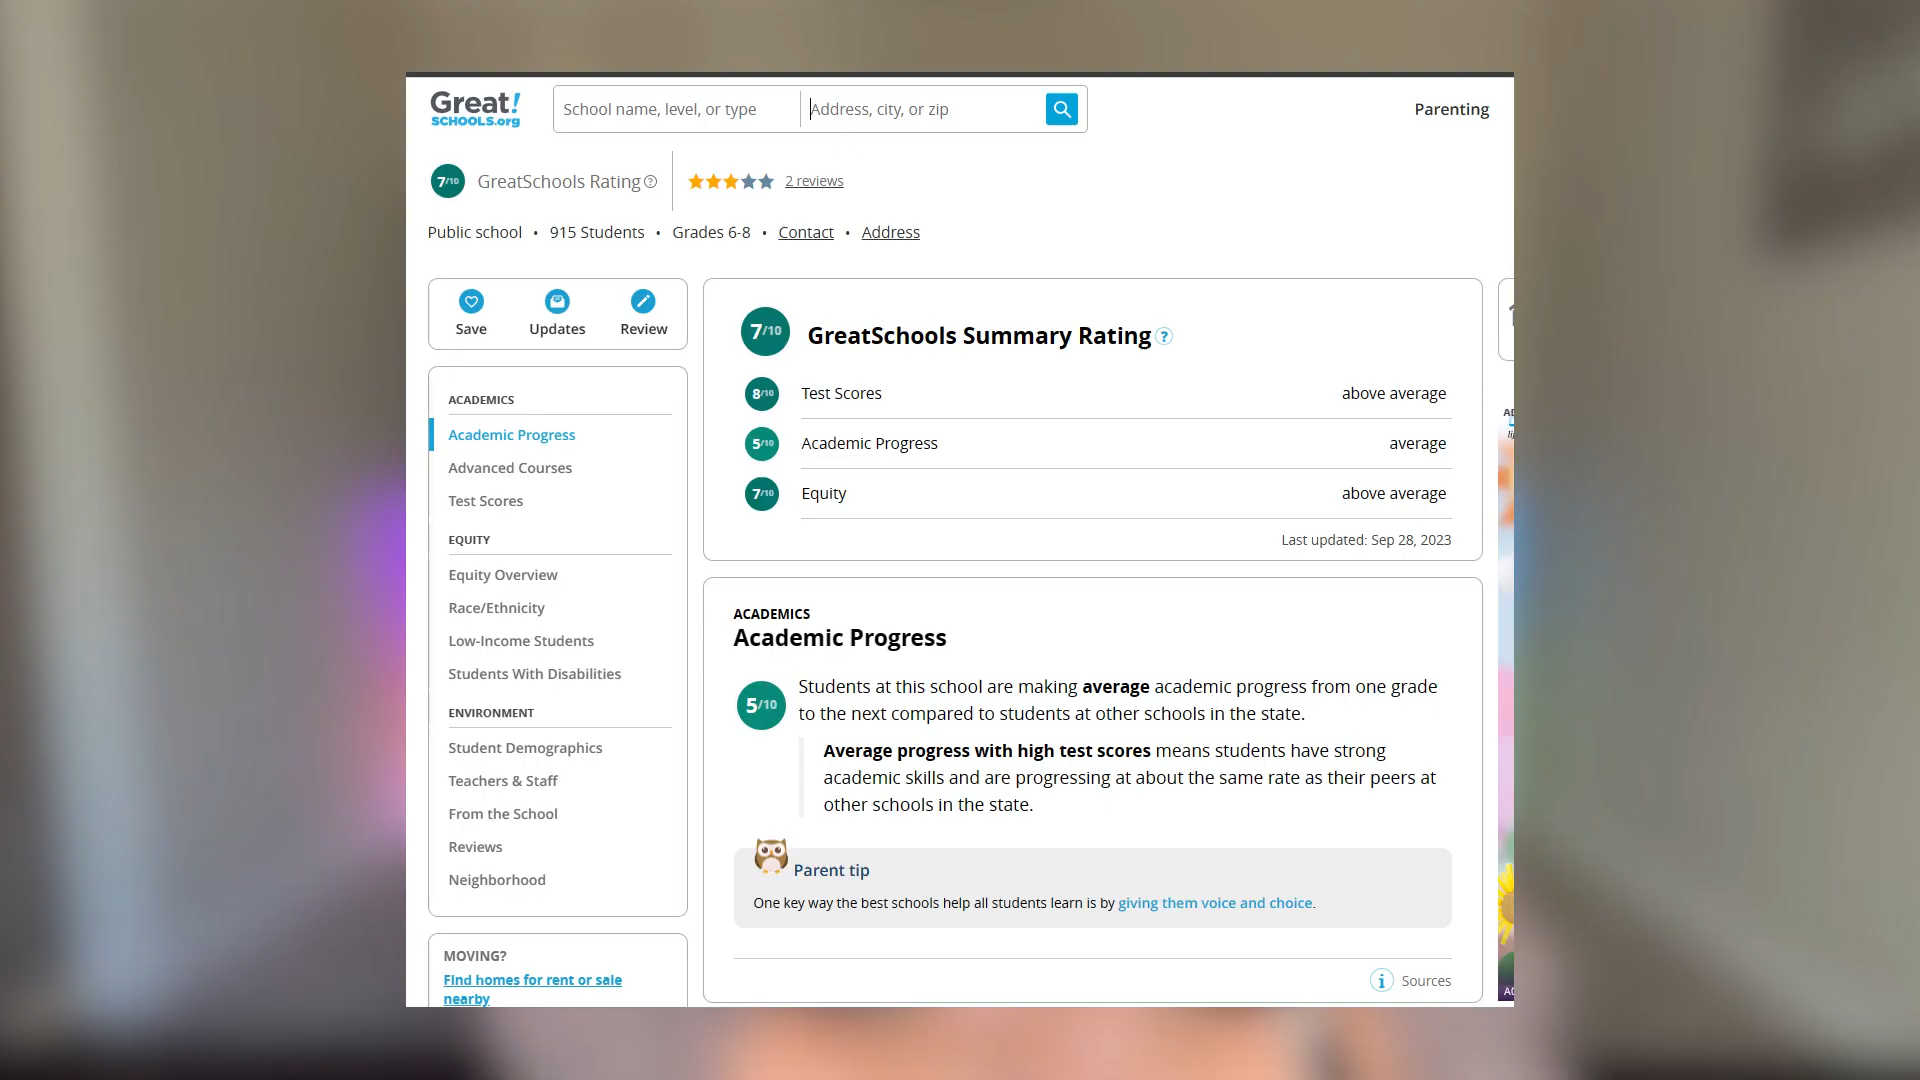 Great!
SCHOOLS.org
School name, level, or type
Address, city, or zip
Parenting
7/10
GreatSchools Rating
?
2 reviews
Public school • 915 Students • Grades 6-8 • Contact • Address
Save
Updates
Review
ACADEMICS
Academic Progress
Advanced Courses
Test Scores
EQUITY
Equity Overview
Race/Ethnicity
Low-Income Students
Students With Disabilities
ENVIRONMENT
Student Demographics
Teachers & Staff
From the School
Reviews
Neighborhood
MOVING?
Find homes for rent or sale
nearby
7/10
GreatSchools Summary Rating
?
8/10 Test Scores above average
5/10 Academic Progress average
7/10 Equity above average
Last updated: Sep 28, 2023
ACADEMICS
Academic Progress
5/10
Students at this school are making average academic progress from one grade
to the next compared to students at other schools in the state.
Average progress with high test scores means students have strong
academic skills and are progressing at about the same rate as their peers at
other schools in the state.
Parent tip
One key way the best schools help all students learn is by giving them voice and choice.
i Sources